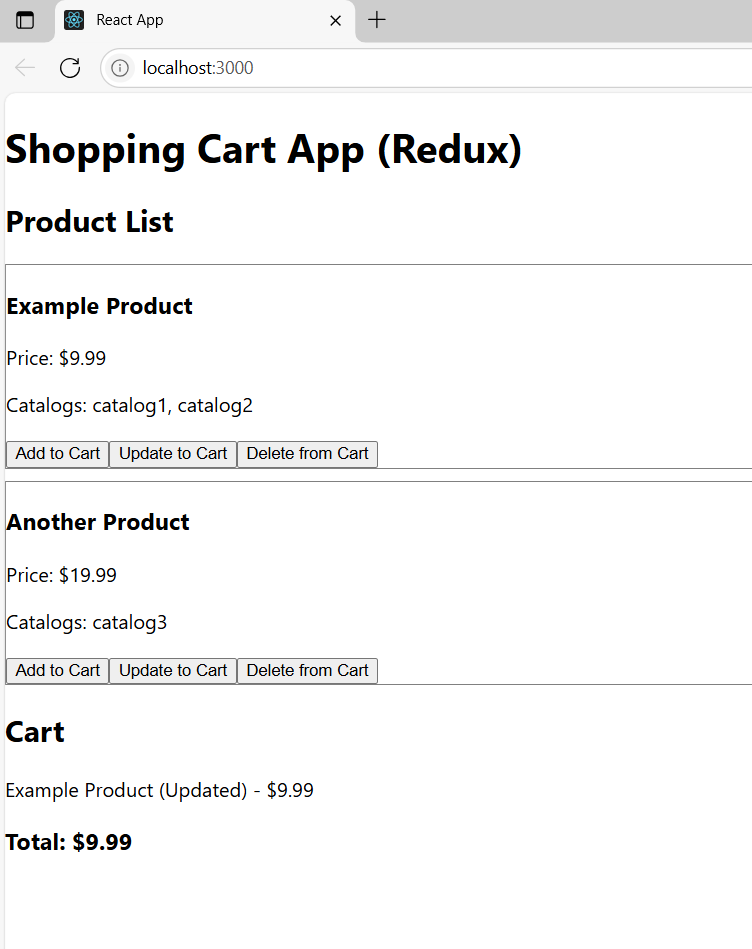 React App
localhost:3000
Shopping Cart App (Redux)
Product List
Example Product
Price: $9.99
Catalogs: catalog1, catalog2
Add to Cart Update to Cart Delete from Cart
Another Product
Price: $19.99
Catalogs: catalog3
Add to Cart Update to Cart Delete from Cart
Cart
Example Product (Updated) - $9.99
Total: $9.99